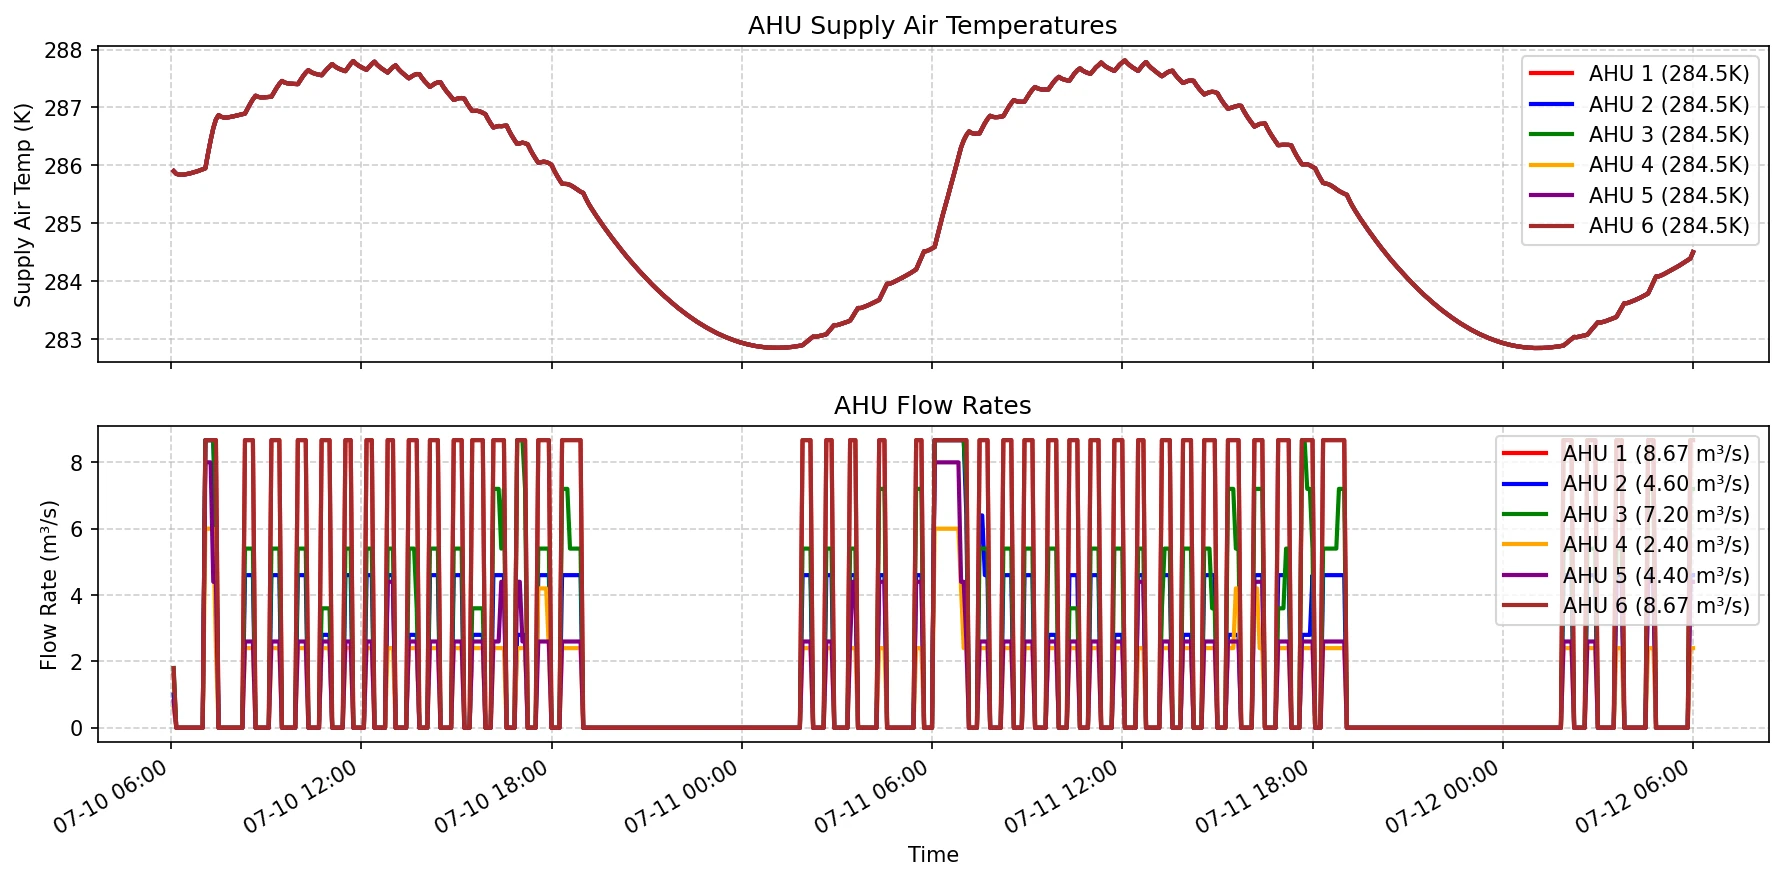 AHU Supply Air Temperatures
Supply Air Temp (K)
288
287
286
285
284
283
AHU 1 (284.5K)
AHU 2 (284.5K)
AHU 3 (284.5K)
AHU 4 (284.5K)
AHU 5 (284.5K)
AHU 6 (284.5K)
AHU Flow Rates
Flow Rate (m³/s)
8
6
4
2
0
AHU 1 (8.67 m³/s)
AHU 2 (4.60 m³/s)
AHU 3 (7.20 m³/s)
AHU 4 (2.40 m³/s)
AHU 5 (4.40 m³/s)
AHU 6 (8.67 m³/s)
07-10 06:00
07-10 12:00
07-10 18:00
07-11 00:00
07-11 06:00
07-11 12:00
07-11 18:00
07-12 00:00
07-12 06:00
Time